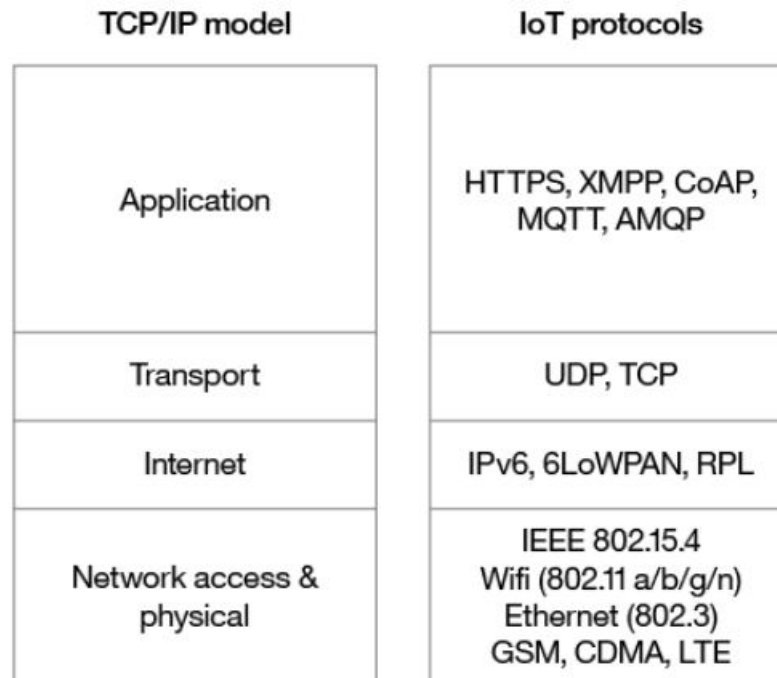 TCP/IP model
IoT protocols
Application
HTTPS, XMPP, CoAP,
MQTT, AMQP
Transport
UDP, TCP
Internet
IPv6, 6LoWPAN, RPL
Network access &
physical
IEEE 802.15.4
Wifi (802.11 a/b/g/n)
Ethernet (802.3)
GSM, CDMA, LTE